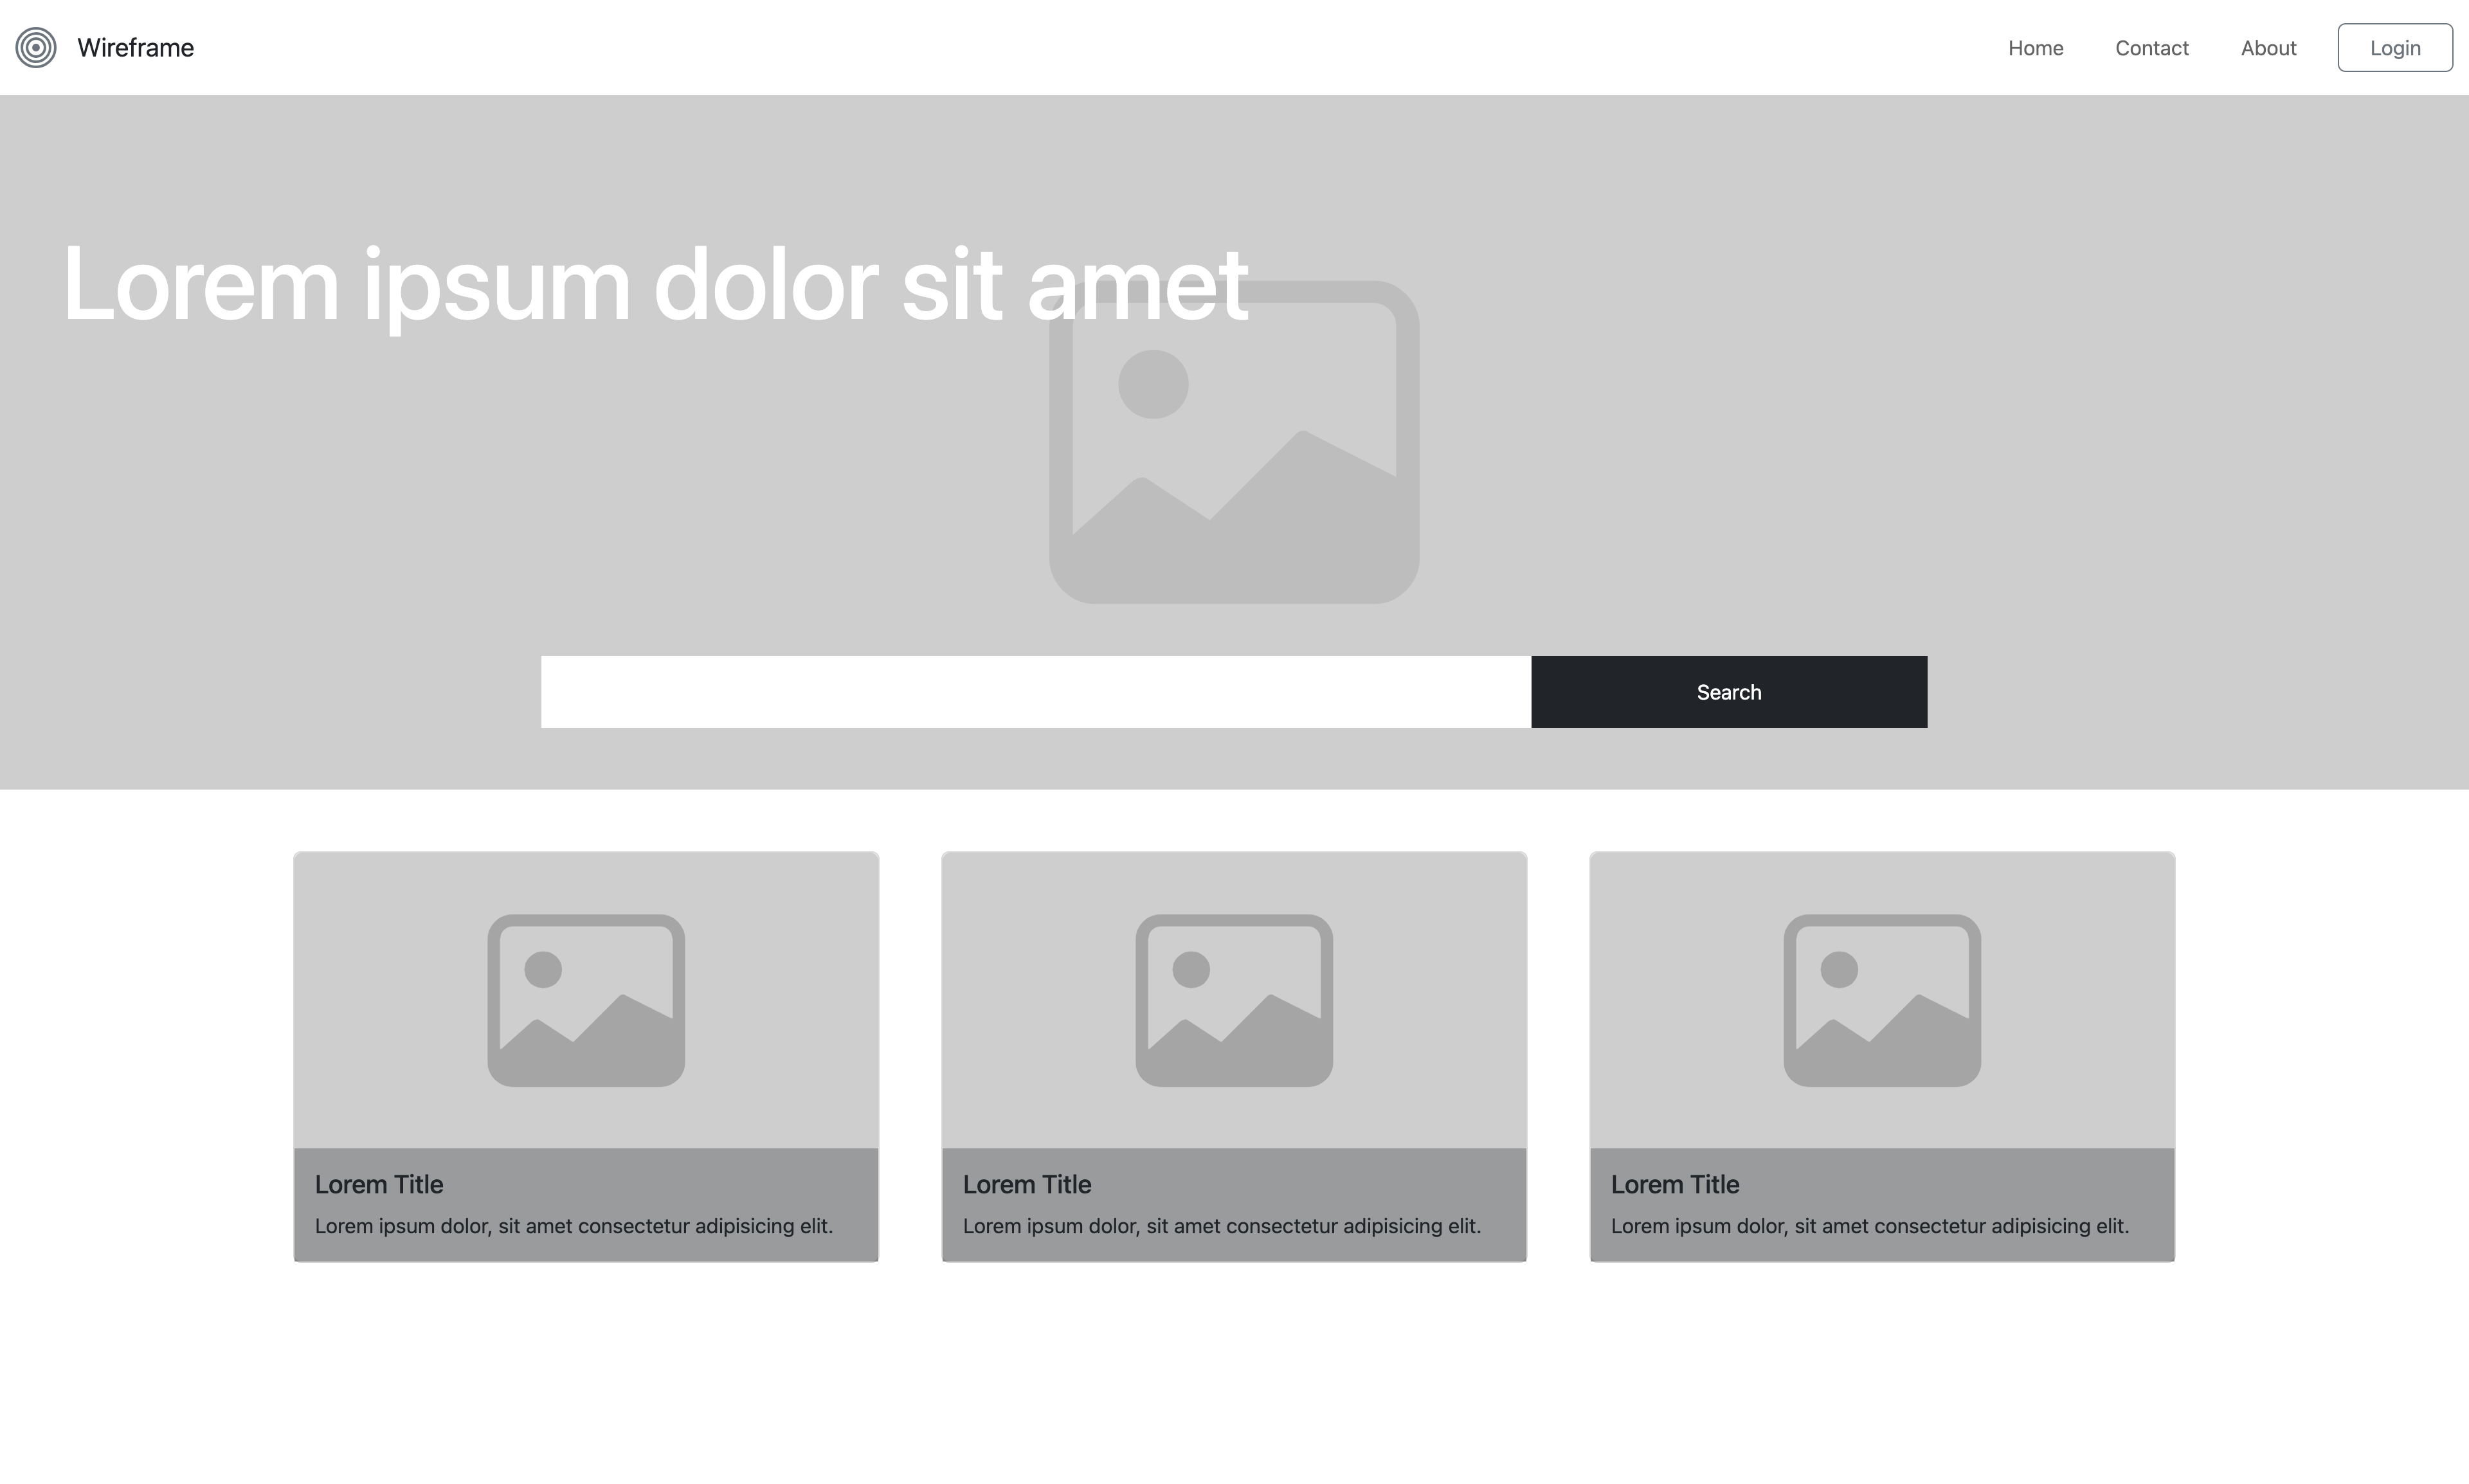 Wireframe
Home Contact About Login
Lorem ipsum dolor sit amet
Search
Lorem Title
Lorem ipsum dolor, sit amet consectetur adipisicing elit.
Lorem Title
Lorem ipsum dolor, sit amet consectetur adipisicing elit.
Lorem Title
Lorem ipsum dolor, sit amet consectetur adipisicing elit.